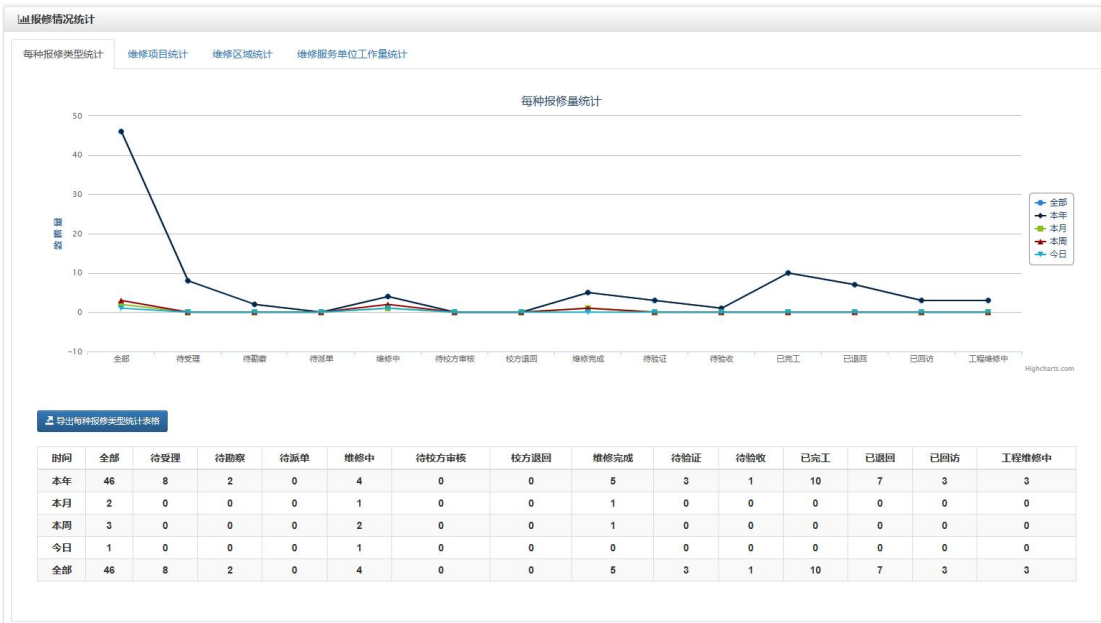 报修情况统计
每种报修类型统计 维修项目统计 维修区域统计 维修服务单位工作量统计
每种报修量统计
50
40
30
20
10
0
-10
数据量
全部 待受理 待勘察 待派单 维修中 待校方审核 校方退回 维修完成 待验证 待验收 已完工 已退回 已回访 工程维修中
全部
本年
本月
本周
今日
Highcharts.com
导出每种报修类型统计表格
时间 全部 待受理 待勘察 待派单 维修中 待校方审核 校方退回 维修完成 待验证 待验收 已完工 已退回 已回访 工程维修中
本年 46 8 2 0 4 0 0 5 3 1 10 7 3 3
本月 2 0 0 0 1 0 0 1 0 0 0 0 0 0
本周 3 0 0 0 2 0 0 1 0 0 0 0 0 0
今日 1 0 0 0 1 0 0 0 0 0 0 0 0 0
全部 46 8 2 0 4 0 0 5 3 1 10 7 3 3